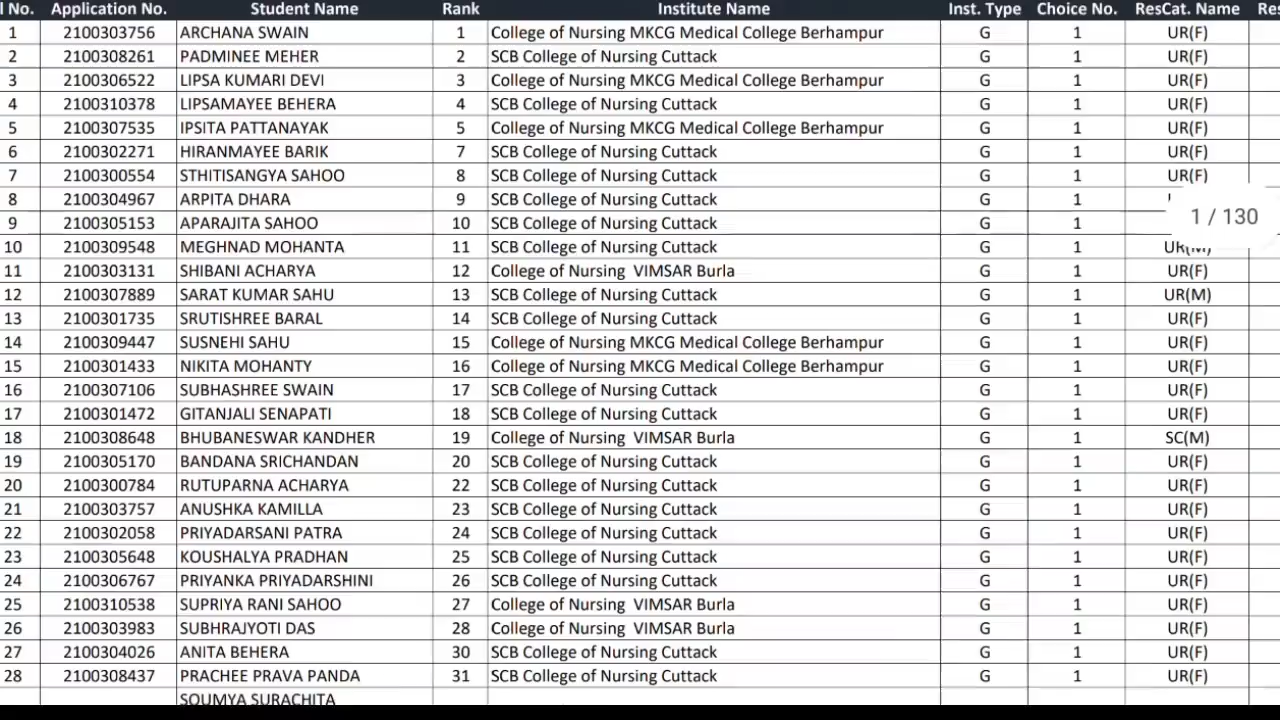 l No. Application No. Student Name Rank Institute Name Inst. Type Choice No. ResCat. Name
1 2100303756 ARCHANA SWAIN 1 College of Nursing MKCG Medical College Berhampur G 1 UR(F)
2 2100308261 PADMINEE MEHER 2 SCB College of Nursing Cuttack G 1 UR(F)
3 2100306522 LIPSA KUMARI DEVI 3 College of Nursing MKCG Medical College Berhampur G 1 UR(F)
4 2100310378 LIPSAMAYEE BEHERA 4 SCB College of Nursing Cuttack G 1 UR(F)
5 2100307535 IPSITA PATTANAYAK 5 College of Nursing MKCG Medical College Berhampur G 1 UR(F)
6 2100302271 HIRANMAYEE BARIK 7 SCB College of Nursing Cuttack G 1 UR(F)
7 2100300554 STHITISANGYA SAHOO 8 SCB College of Nursing Cuttack G 1 UR(F)
8 2100304967 ARPITA DHARA 9 SCB College of Nursing Cuttack G 1
9 2100305153 APARAJITA SAHOO 10 SCB College of Nursing Cuttack G 1
1 / 130
10 2100309548 MEGHNAD MOHANTA 11 SCB College of Nursing Cuttack G 1 UR(M)
11 2100303131 SHIBANI ACHARYA 12 College of Nursing VIMSAR Burla G 1 UR(F)
12 2100307889 SARAT KUMAR SAHU 13 SCB College of Nursing Cuttack G 1 UR(M)
13 2100301735 SRUTISHREE BARAL 14 SCB College of Nursing Cuttack G 1 UR(F)
14 2100309447 SUSNEHI SAHU 15 College of Nursing MKCG Medical College Berhampur G 1 UR(F)
15 2100301433 NIKITA MOHANTY 16 College of Nursing MKCG Medical College Berhampur G 1 UR(F)
16 2100307106 SUBHASHREE SWAIN 17 SCB College of Nursing Cuttack G 1 UR(F)
17 2100301472 GITANJALI SENAPATI 18 SCB College of Nursing Cuttack G 1 UR(F)
18 2100308648 BHUBANESWAR KANDHER 19 College of Nursing VIMSAR Burla G 1 SC(M)
19 2100305170 BANDANA SRICHANDAN 20 SCB College of Nursing Cuttack G 1 UR(F)
20 2100300784 RUTUPARNA ACHARYA 22 SCB College of Nursing Cuttack G 1 UR(F)
21 2100303757 ANUSHKA KAMILLA 23 SCB College of Nursing Cuttack G 1 UR(F)
22 2100302058 PRIYADARSANI PATRA 24 SCB College of Nursing Cuttack G 1 UR(F)
23 2100305648 KOUSHALYA PRADHAN 25 SCB College of Nursing Cuttack G 1 UR(F)
24 2100306767 PRIYANKA PRIYADARSHINI 26 SCB College of Nursing Cuttack G 1 UR(F)
25 2100310538 SUPRIYA RANI SAHOO 27 College of Nursing VIMSAR Burla G 1 UR(F)
26 2100303983 SUBHRAJYOTI DAS 28 College of Nursing VIMSAR Burla G 1 UR(F)
27 2100304026 ANITA BEHERA 30 SCB College of Nursing Cuttack G 1 UR(F)
28 2100308437 PRACHEE PRAVA PANDA 31 SCB College of Nursing Cuttack G 1 UR(F)
SOUMYA SURACHITA